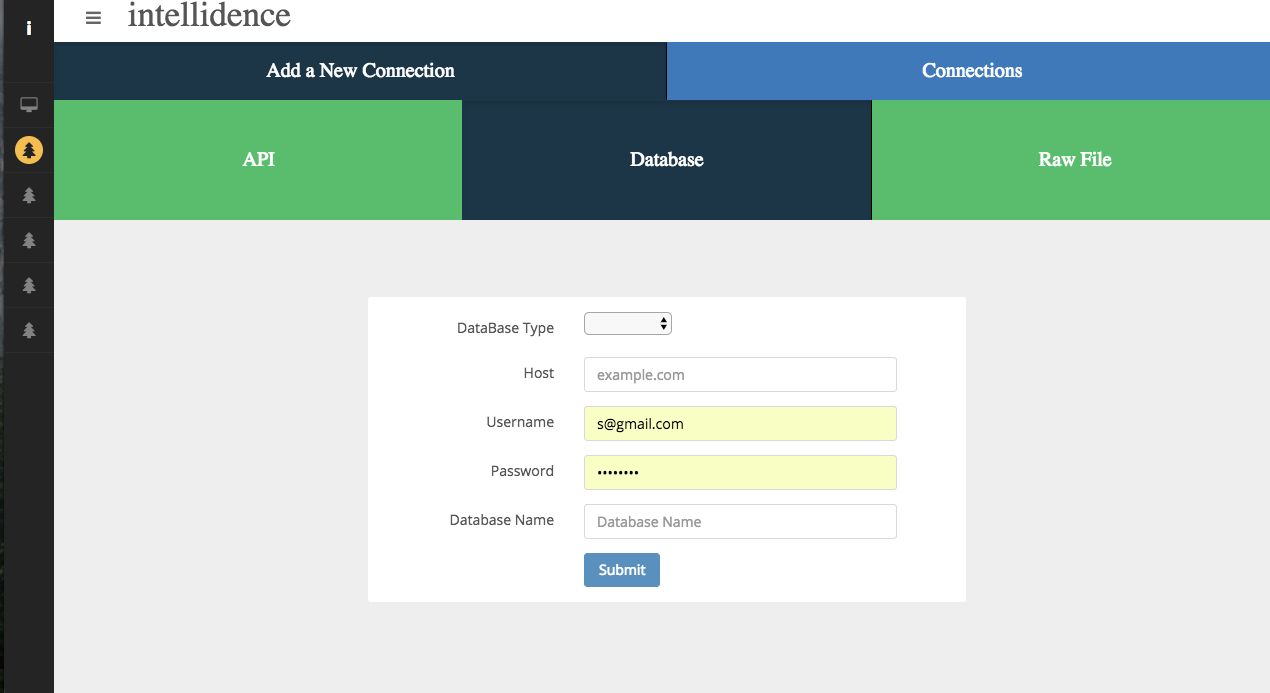 i
intellidence
Add a New Connection
Connections
API
Database
Raw File
DataBase Type
Host
example.com
Username
s@gmail.com
Password
••••••••
Database Name
Database Name
Submit